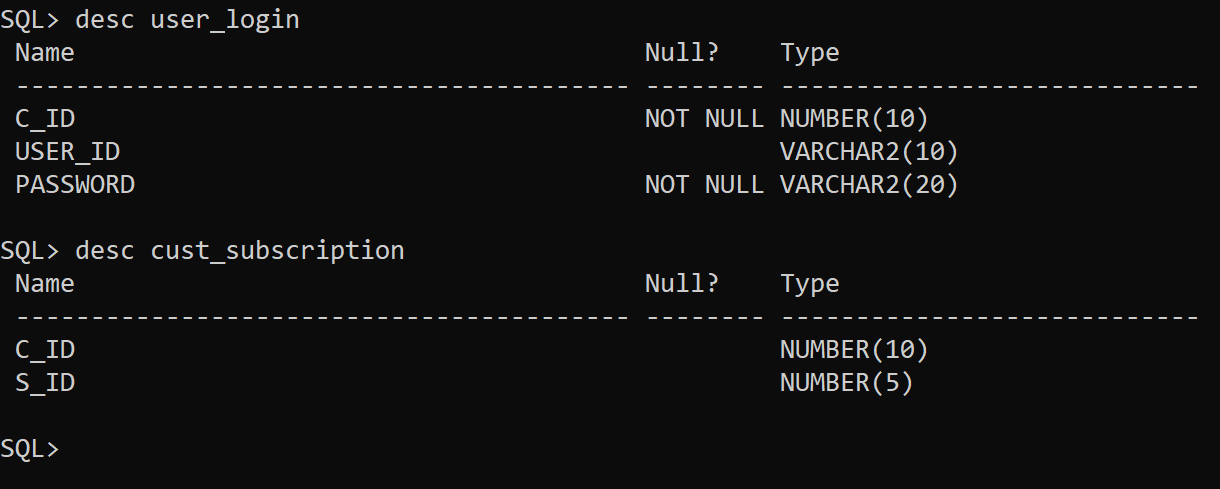 SQL> desc user_login
Name Null? Type
----------------------------------------- -------- ----------------------------
C_ID NOT NULL NUMBER(10)
USER_ID VARCHAR2(10)
PASSWORD NOT NULL VARCHAR2(20)
SQL> desc cust_subscription
Name Null? Type
----------------------------------------- -------- ----------------------------
C_ID NUMBER(10)
S_ID NUMBER(5)
SQL>